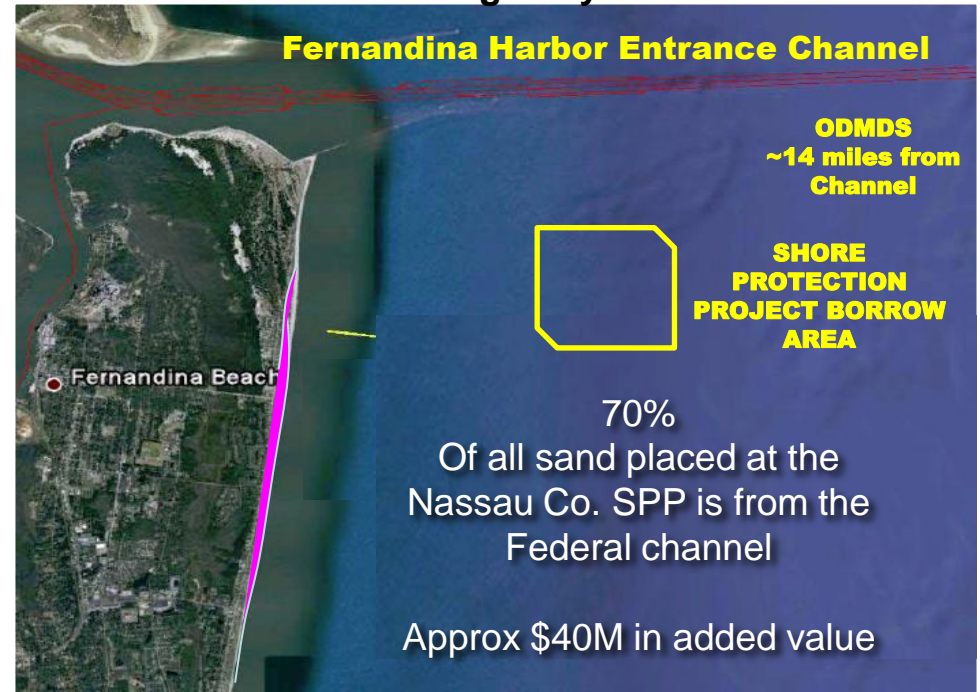 Fernandina Harbor Entrance Channel
ODMDS
~14 miles from
Channel
SHORE
PROTECTION
PROJECT BORROW
AREA
Fernandina Beach
70%
Of all sand placed at the
Nassau Co. SPP is from the
Federal channel
Approx $40M in added value